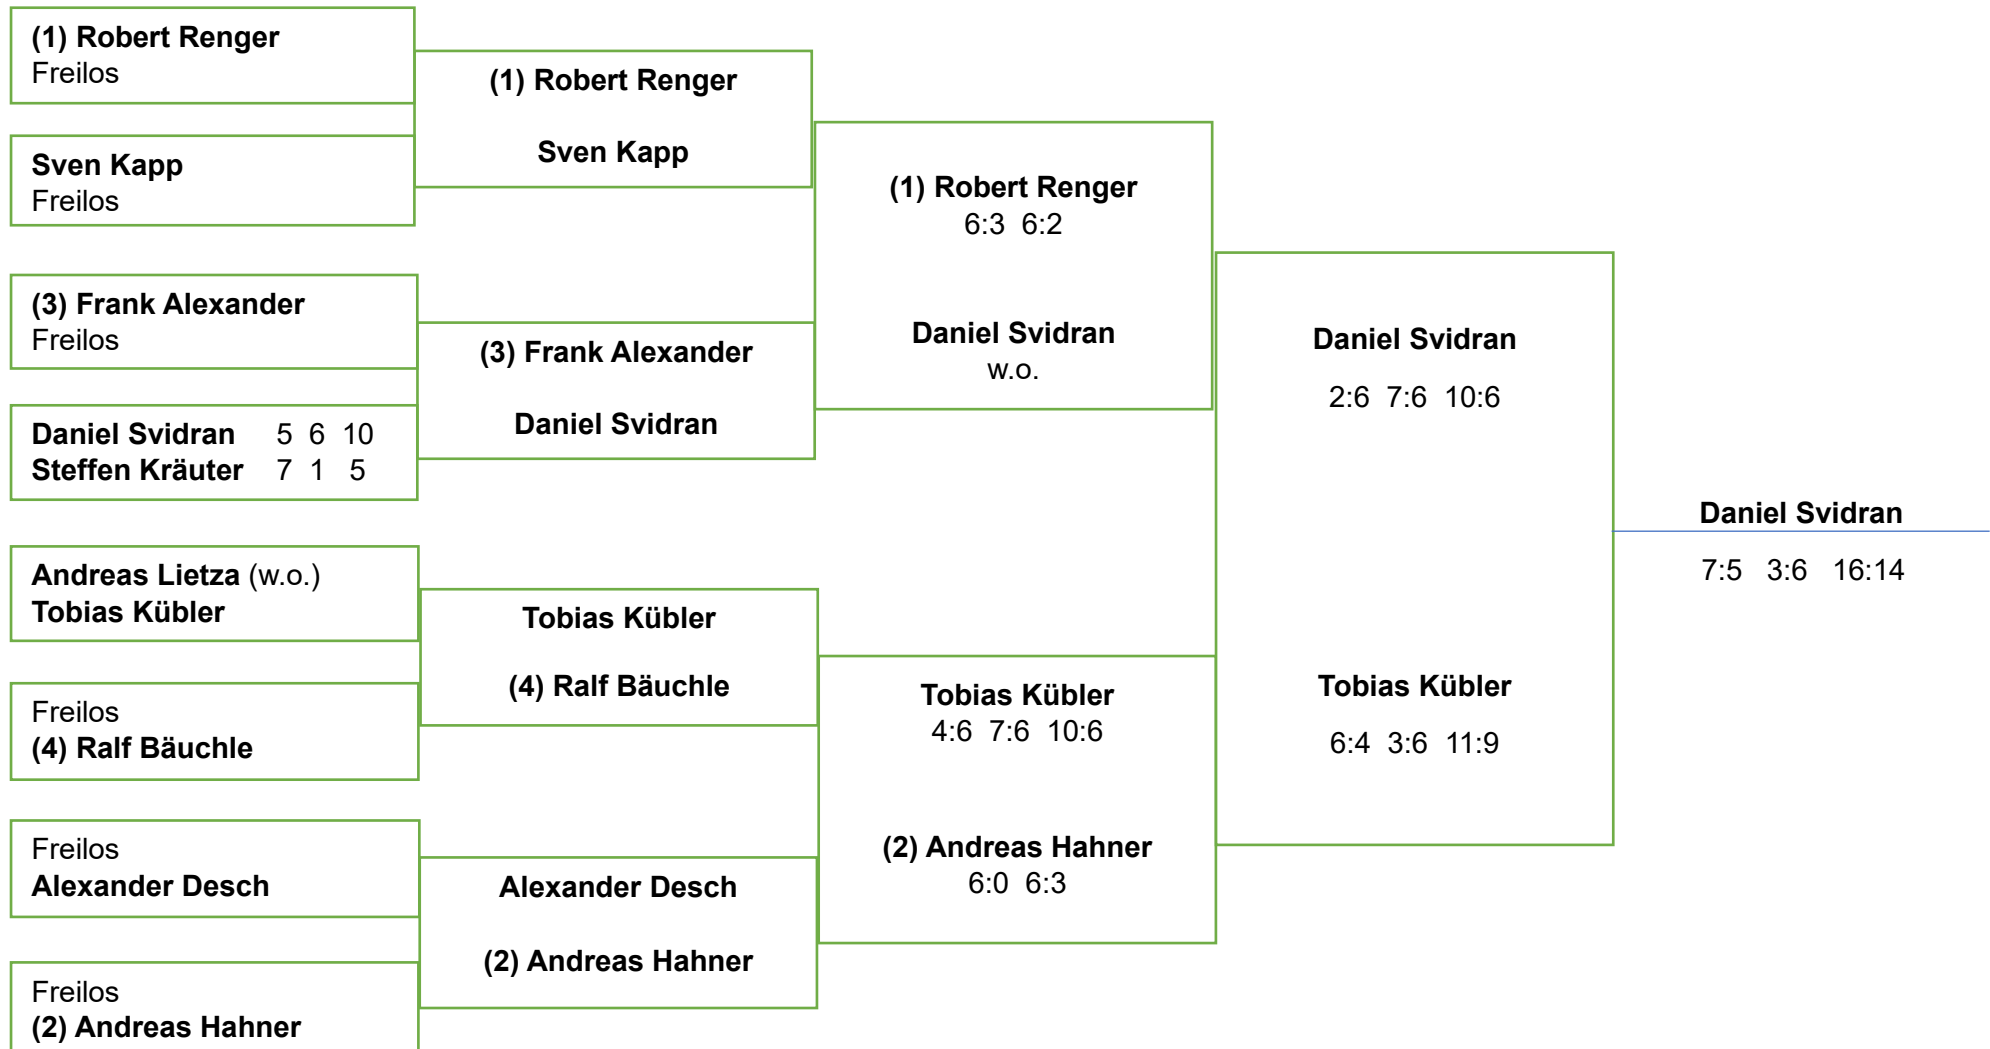 (1) Robert Renger
Freilos
Sven Kapp
Freilos
(3) Frank Alexander
Freilos
Daniel Svidran 5 6 10
Steffen Kräuter 7 1 5
Andreas Lietza (w.o.)
Tobias Kübler
Freilos
(4) Ralf Bäuchle
Freilos
Alexander Desch
Freilos
(2) Andreas Hahner
(1) Robert Renger
Sven Kapp
(3) Frank Alexander
Daniel Svidran
Tobias Kübler
(4) Ralf Bäuchle
Alexander Desch
(2) Andreas Hahner
(1) Robert Renger
6:3 6:2
Daniel Svidran
w.o.
Tobias Kübler
4:6 7:6 10:6
(2) Andreas Hahner
6:0 6:3
Daniel Svidran
2:6 7:6 10:6
Tobias Kübler
6:4 3:6 11:9
Daniel Svidran
7:5 3:6 16:14